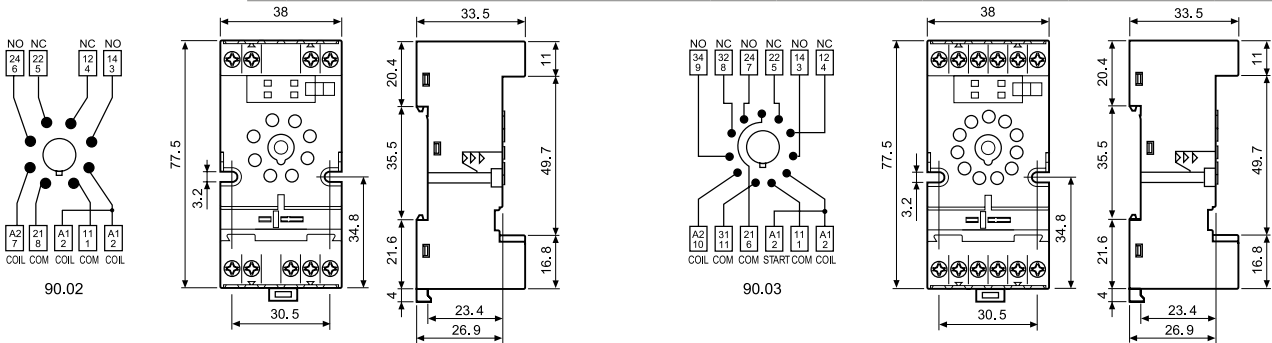 38
33.5
38
33.5
NO NC NC NO
24 22 12 14
6 5 4 3
NO NC NO NC NO NC
34 32 24 22 14 12
9 8 7 5 3 4
77.5
3.2
34.8
30.5
20.4
35.5
21.6
4
11
49.7
16.8
23.4
26.9
77.5
3.2
34.8
30.5
20.4
35.5
21.6
4
11
49.7
16.8
23.4
26.9
A2 21 A1 11 A1
7 8 2 1 2
COIL COM COIL COM COIL
90.02
A2 31 21 A1 11 A1
10 11 6 2 1 2
COIL COM COM START COM COIL
90.03